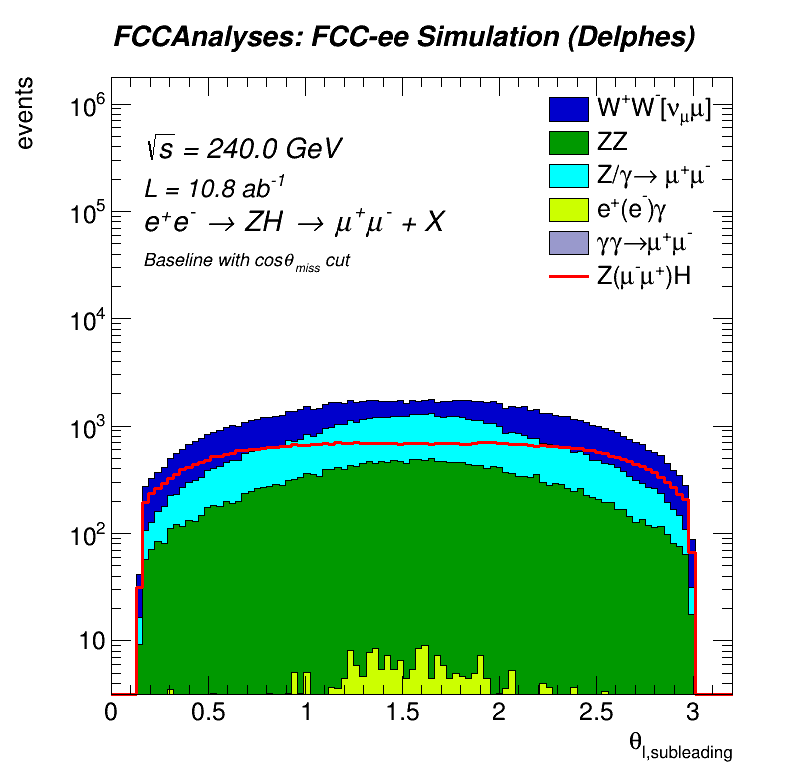 FCCAnalyses: FCC-ee Simulation (Delphes)
events
10⁶
10⁵
10⁴
10³
10²
10
√s = 240.0 GeV
L = 10.8 ab⁻¹
e⁺e⁻ → ZH → μ⁺μ⁻ + X
Baseline with cosθ_miss cut
W⁺W⁻[ν_μμ]
ZZ
Z/γ→ μ⁺μ⁻
e⁺(e⁻)γ
γγ→μ⁺μ⁻
Z(μ⁻μ⁺)H
0 0.5 1 1.5 2 2.5 3
θ_l,subleading